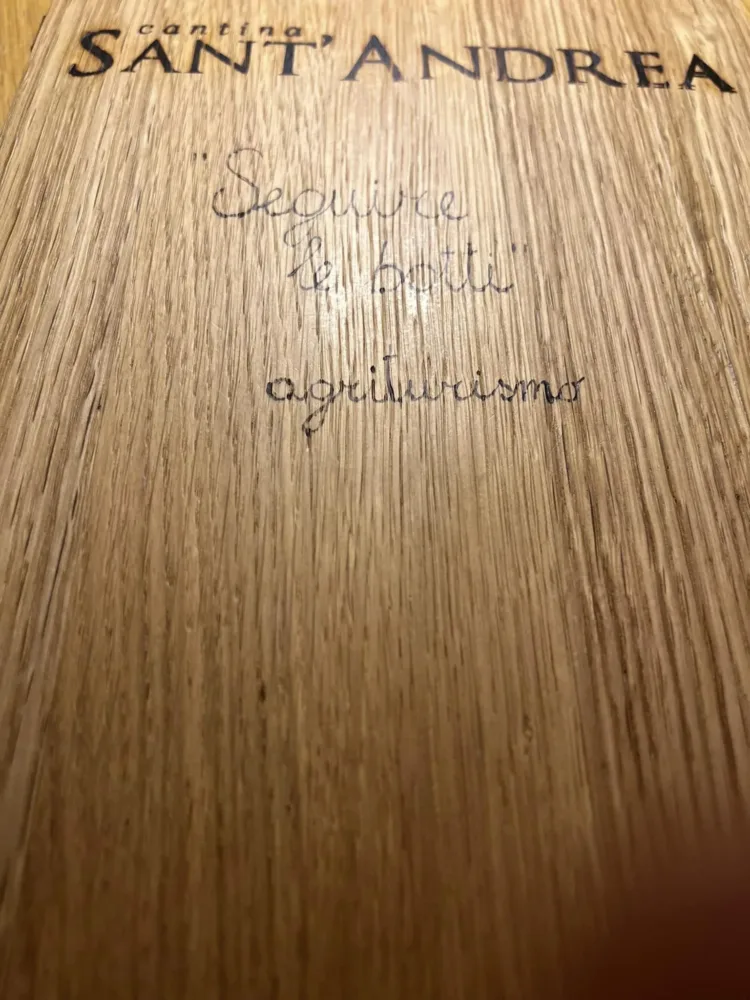 cantina
SANT'ANDREA
"Seguire
le botti"
agriturismo